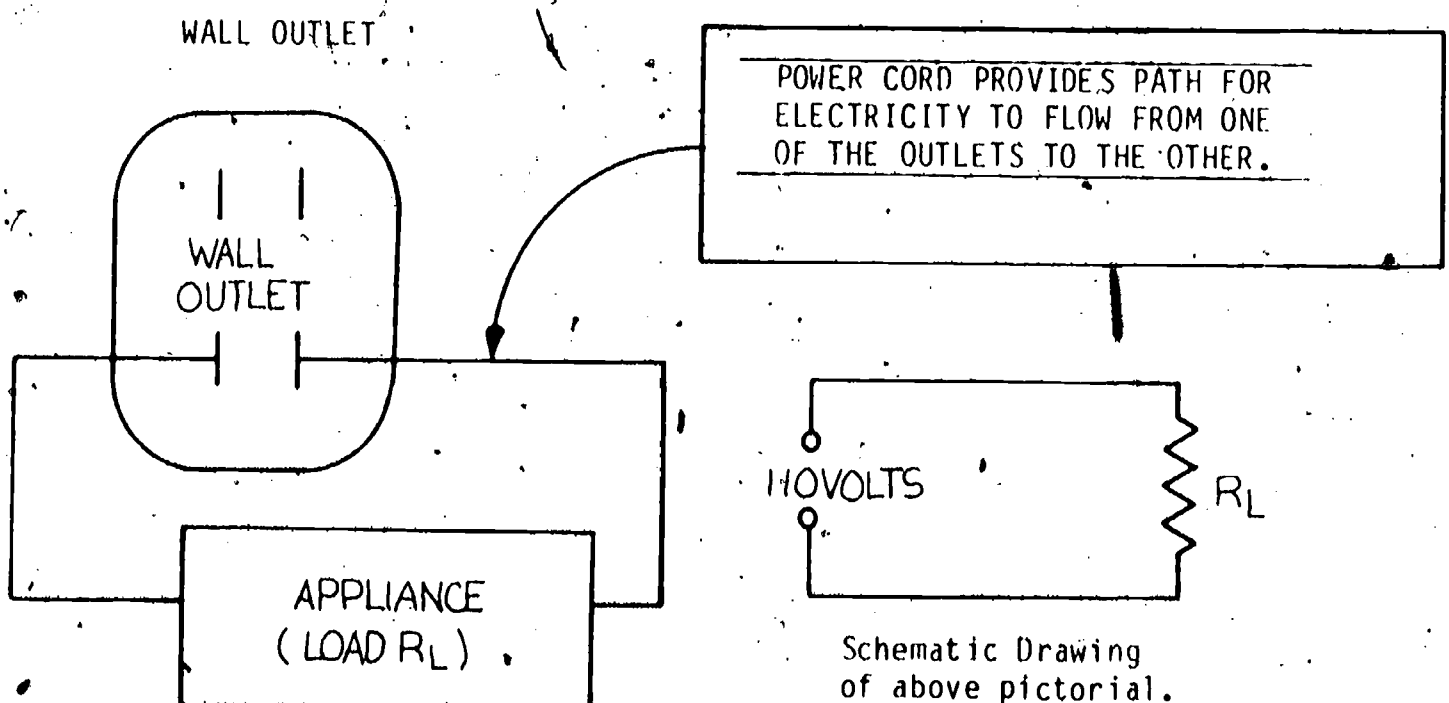 WALL OUTLET
POWER CORD PROVIDES PATH FOR
ELECTRICITY TO FLOW FROM ONE
OF THE OUTLETS TO THE OTHER.
WALL
OUTLET
110VOLTS
RL
APPLIANCE
(LOAD RL)
Schematic Drawing
of above pictorial.